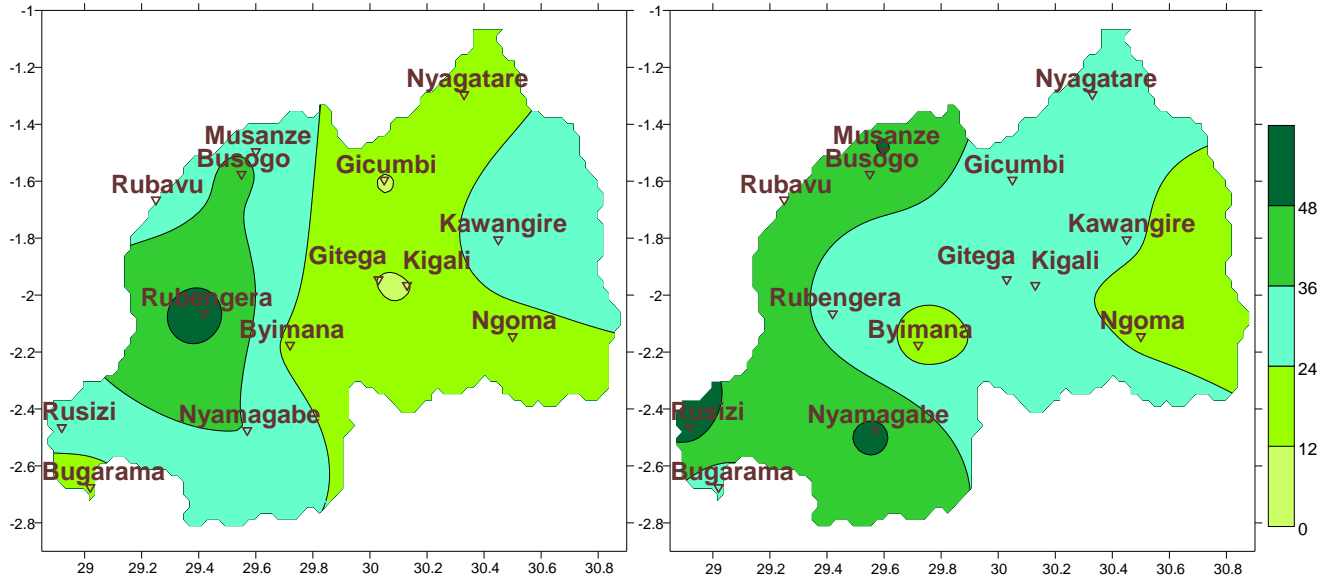 -1
-1.2
-1.4
-1.6
-1.8
-2
-2.2
-2.4
-2.6
-2.8
Nyagatare
Musanze
Busogo
Gicumbi
Rubavu
Kawangire
Gitega Kigali
Rubengera
Ngoma
Byimana
Rusizi
Nyamagabe
Bugarama
29 29.2 29.4 29.6 29.8 30 30.2 30.4 30.6 30.8
-1
-1.2
-1.4
-1.6
-1.8
-2
-2.2
-2.4
-2.6
-2.8
Nyagatare
Musanze
Busogo
Gicumbi
Rubavu
Kawangire
Gitega Kigali
Rubengera
Ngoma
Byimana
Rusizi
Nyamagabe
Bugarama
29 29.2 29.4 29.6 29.8 30 30.2 30.4 30.6 30.8
48
36
24
12
0